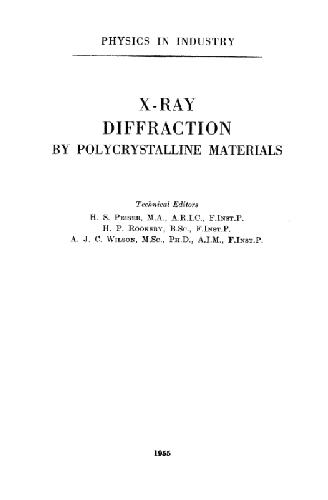 PHYSICS IN INDUSTRY
X-RAY
DIFFRACTION
BY POLYCRYSTALLINE MATERIALS
Technical Editors
H. S. PEISER, M.A., A.R.I.C., F.INST.P.
H. P. ROOKSBY, B.SC., F.INST.P.
A. J. C. WILSON, M.SC., PH.D., A.I.M., F.INST.P.
1955